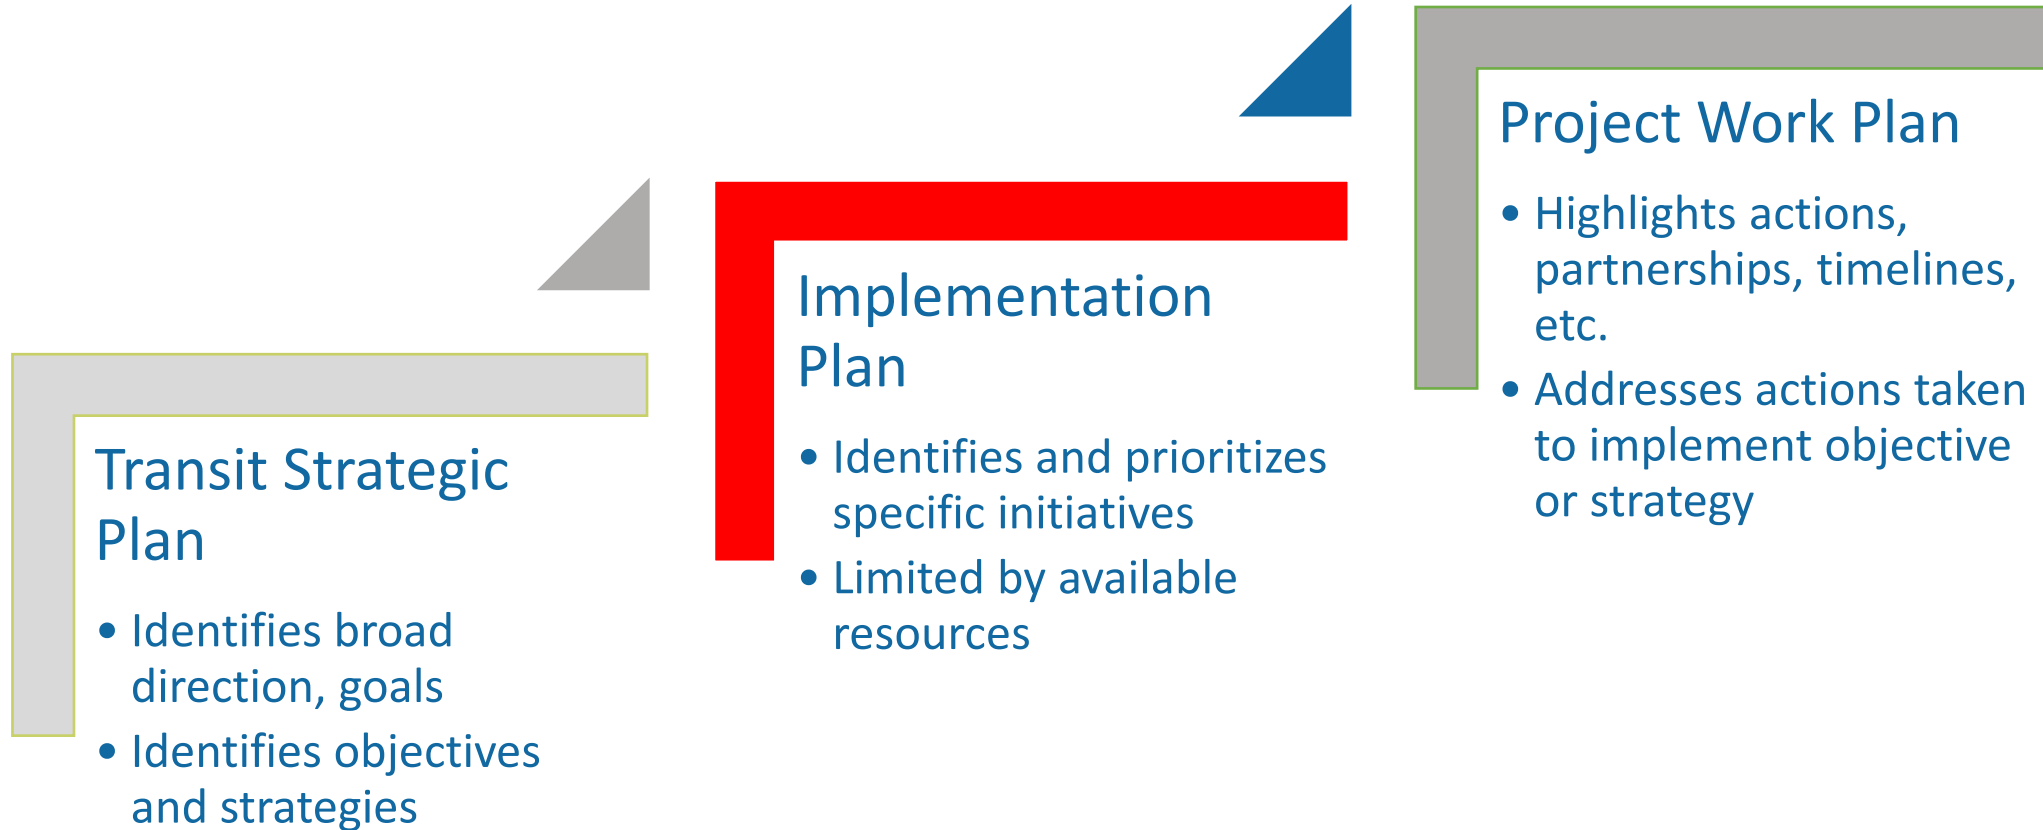 Transit Strategic
Plan
• Identifies broad
direction, goals
• Identifies objectives
and strategies
Implementation
Plan
• Identifies and prioritizes
specific initiatives
• Limited by available
resources
Project Work Plan
• Highlights actions,
partnerships, timelines,
etc.
• Addresses actions taken
to implement objective
or strategy